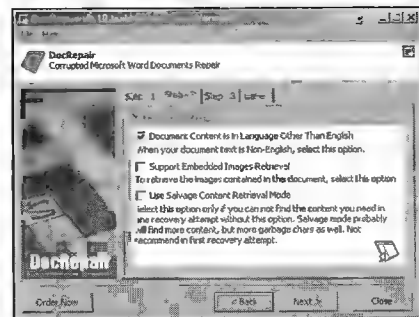 DocRepair
Corrupted Microsoft Word Documents Repair
Step 3
Document Content is in Language Other Than English
When your document text is Non-English, select this option.
Support Embedded Images Retrieval
To retrieve the images contained in the document, select this option
Use Salvage Content Retrieval Mode
select this option only if you can not find the content you need in
one recovery attempt without this option. Salvage mode probably
will find more content, but more garbage chars as well. Not
recommend in first recovery attempt.
DocRepair
Order Now
< Back
Next >
Close